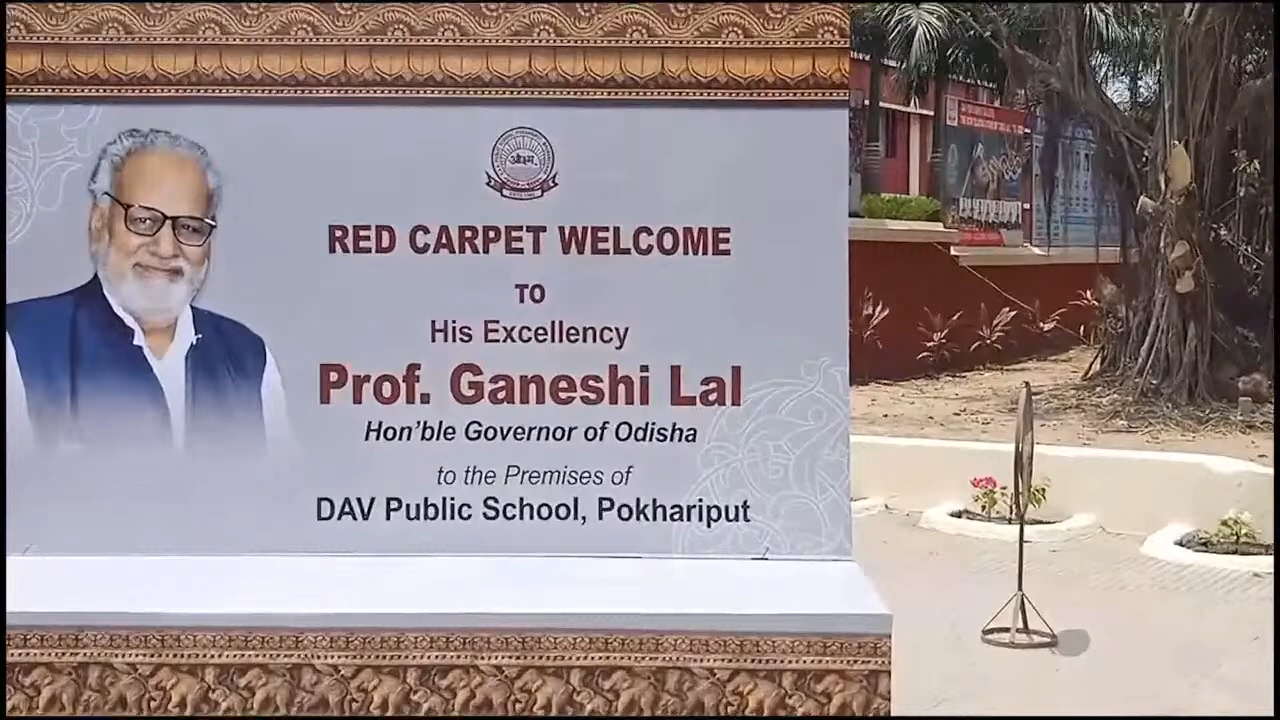 ओ३म्
RED CARPET WELCOME
TO
His Excellency
Prof. Ganeshi Lal
Hon'ble Governor of Odisha
to the Premises of
DAV Public School, Pokhariput